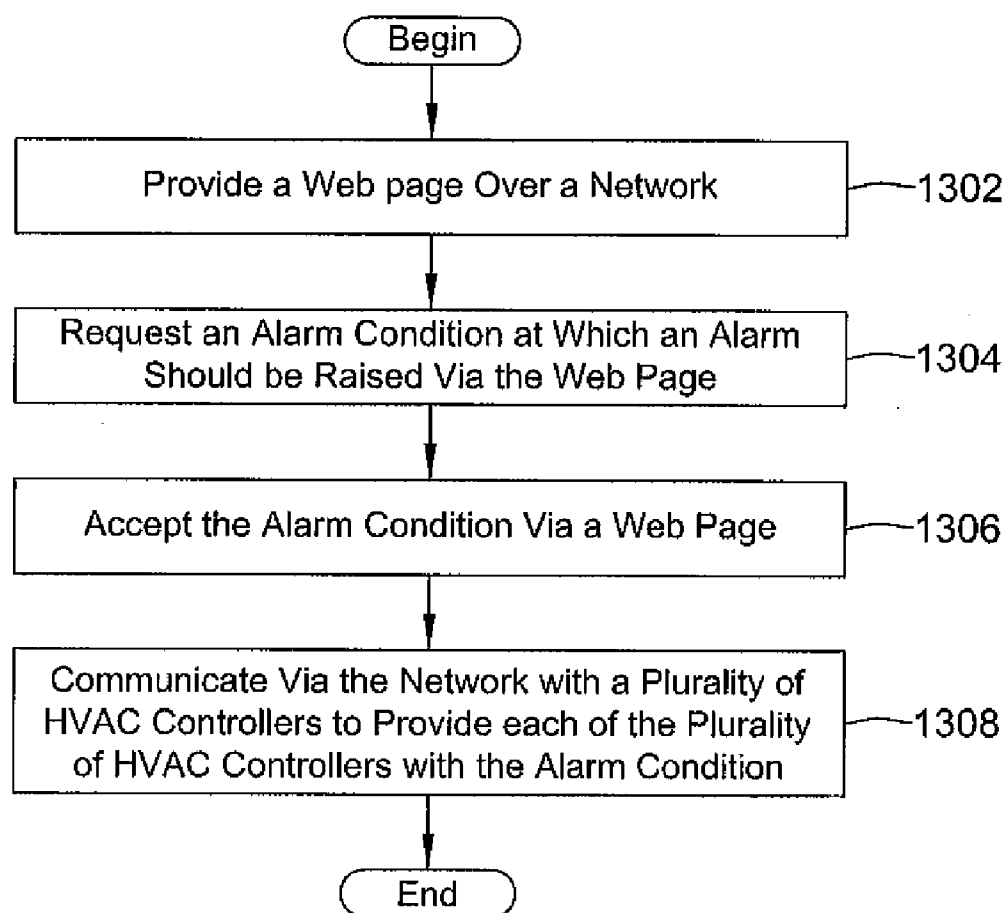 Begin
Provide a Web page Over a Network
1302
Request an Alarm Condition at Which an Alarm
Should be Raised Via the Web Page
1304
Accept the Alarm Condition Via a Web Page
1306
Communicate Via the Network with a Plurality of
HVAC Controllers to Provide each of the Plurality
of HVAC Controllers with the Alarm Condition
1308
End